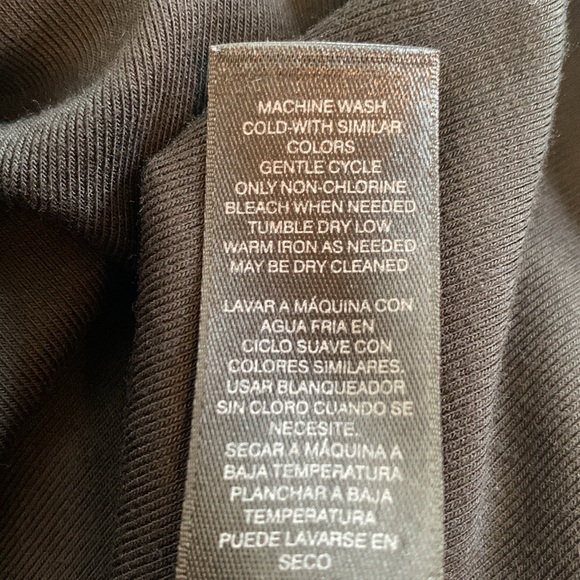 MACHINE WASH
COLD-WITH SIMILAR
COLORS
GENTLE CYCLE
ONLY NON-CHLORINE
BLEACH WHEN NEEDED
TUMBLE DRY LOW
WARM IRON AS NEEDED
MAY BE DRY CLEANED
LAVAR A MÁQUINA CON
AGUA FRIA EN
CICLO SUAVE CON
COLORES SIMILARES.
USAR BLANQUEADOR
SIN CLORO CUANDO SE
NECESITE.
SECAR A MÁQUINA A
BAJA TEMPERATURA
PLANCHAR A BAJA
TEMPERATURA
PUEDE LAVARSE EN
SECO